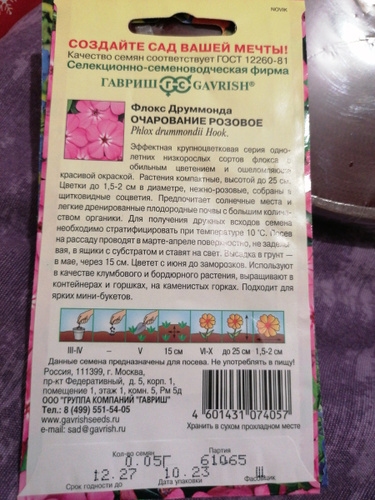 NOVIK
СОЗДАЙТЕ САД ВАШЕЙ МЕЧТЫ!
Качество семян соответствует ГОСТ 12260-81
Селекционно-семеноводческая фирма
ГАВРИШ GAVRISH®
Флокс Друммонда
ОЧАРОВАНИЕ РОЗОВОЕ
Phlox drummondii Hook.
Эффектная крупноцветковая серия одно-
летних низкорослых сортов флокса с
обильным цветением и ошеломляюще
красивой окраской. Растения компактные, высотой до 25 см.
Цветки до 1,5-2 см в диаметре, нежно-розовые, собраны в
щитковидные соцветия. Предпочитает солнечные места и
легкие дренированные плодородные почвы с большим коли-
чеством органики. Для получения дружных всходов семена
необходимо стратифицировать при температуре 10 °С. Посев
на рассаду проводят в марте-апреле поверхностно, не заделы-
вая, в ящики с субстратом и ставят на свет. Высадка в грунт —
в мае, через 15 см. Цветет с июня до заморозков. Используют
в качестве клумбового и бордюрного растения, выращивают в
контейнерах и горшках, на каменистых горках. Подходит для
ярких мини-букетов.
III-IV – V 15 см VI-X до 25 см 1,5-2 см
Данные семена предназначены для посева. Не употреблять в пищу!
Россия, 111399, г. Москва,
пр-кт Федеративный, д. 5, корп. 1,
помещение 1, этаж 1, комн. 5, Рм 5д
ООО "ГРУППА КОМПАНИЙ "ГАВРИШ"
Тел.: 8 (499) 551-54-05
www.gavrishseeds.ru
e-mail: sad@gavrish.ru
4 601431 074057
Хранить в сухом прохладном месте
Кол-во семян Партия
0.05Г 61065
12.27 10.23 Щ
Срок годности до Дата упаковки